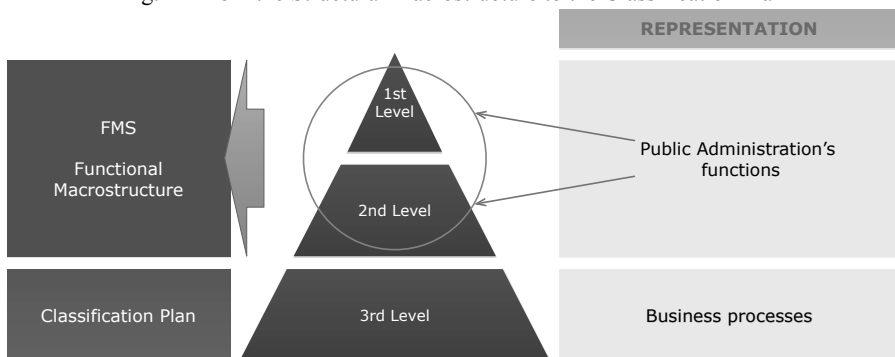 REPRESENTATION
FMS
Functional
Macrostructure
1st
Level
Public Administration's
functions
2nd Level
Classification Plan
3rd Level
Business processes